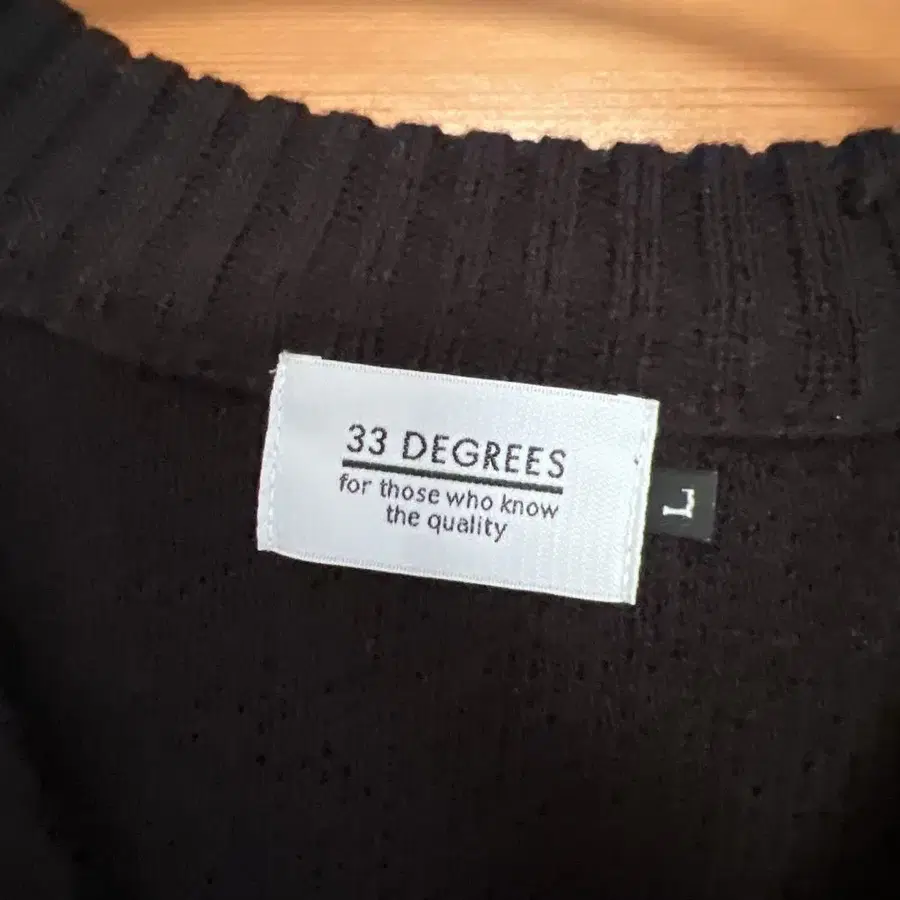 33 DEGREES
for those who know
the quality
L